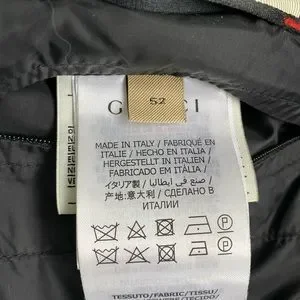 52
GUCCI
MADE IN ITALY / FABRIQUÉ EN
ITALIE / HECHO EN ITALIA
HERGESTELLT IN ITALIEN /
FABRICADO EM ITÁLIA /
イタリア製 / صنع في ايطاليا /
产地:意大利 / СДЕЛАНО В
ИТАЛИИ
P
P
TESSUTO/FABRIC/TISSU/